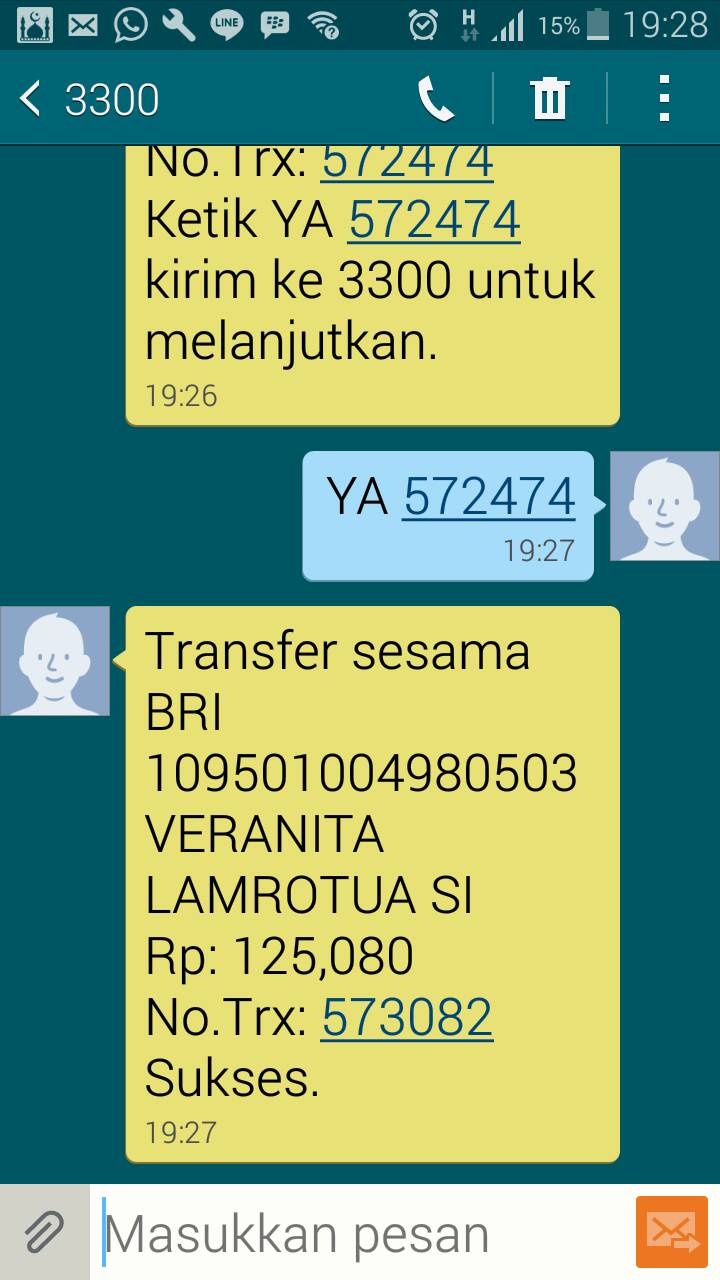 LINE
H
15%
19:28
3300
No.Trx: 572474
Ketik YA 572474
kirim ke 3300 untuk
melanjutkan.
19:26
YA 572474
19:27
Transfer sesama
BRI
109501004980503
VERANITA
LAMROTUA SI
Rp: 125,080
No.Trx: 573082
Sukses.
19:27
Masukkan pesan